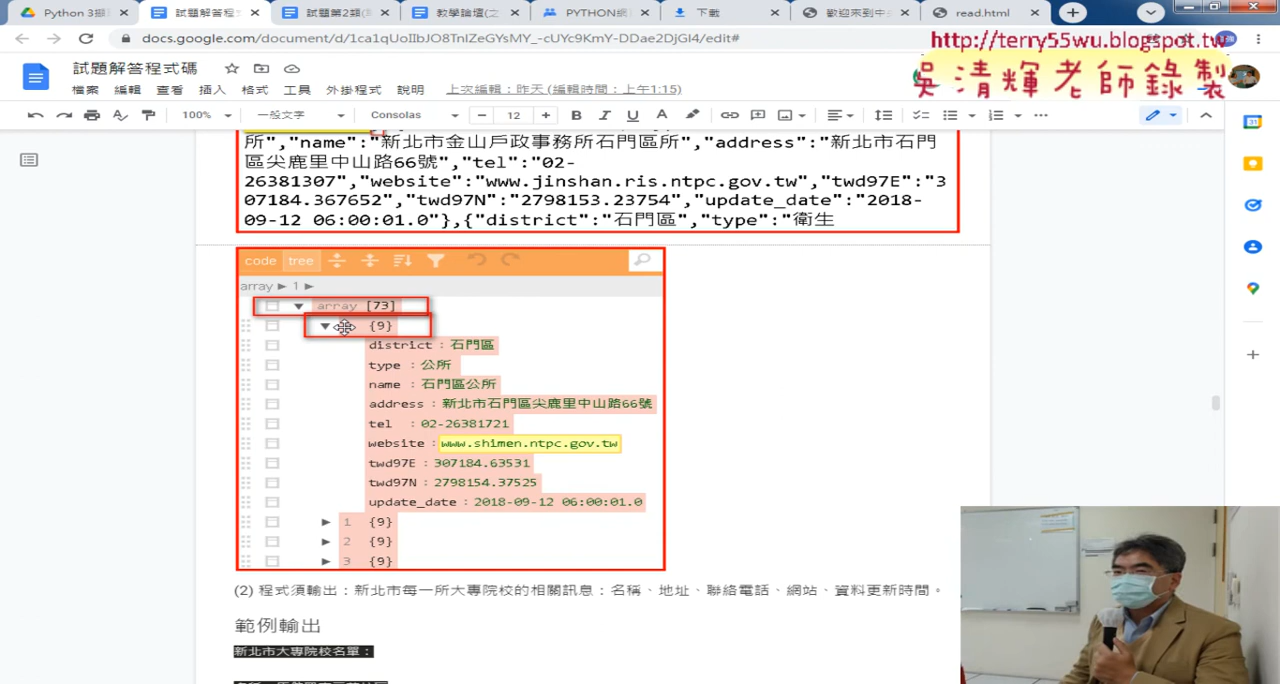 Python 3擷
試題解答程式
試題第2類(
教學論壇(之
PYTHON網
下載
歡迎來到中
read.html
docs.google.com/document/d/1ca1qUoIIbJO8TnIZeGYsMY_-cUYc9KmY-DDae2DjGI4/edit#
http://terry55wu.blogspot.tw
吳清輝老師錄製
試題解答程式碼
檔案 編輯 查看 插入 格式 工具 外掛程式 說明 上次編輯：昨天 (編輯時間：上午1:15)
100% 一般文字 Consolas 12 B I U A
所","name":"新北市金山戶政事務所石門區所","address":"新北市石門
區尖鹿里中山路66號","tel":"02-
26381307","website":"www.jinshan.ris.ntpc.gov.tw","twd97E":"3
07184.367652","twd97N":"2798153.23754","update_date":"2018-
09-12 06:00:01.0"},{"district":"石門區","type":"衛生
code tree
array ▶ 1 ▶
array [73]
{9}
district : 石門區
type : 公所
name : 石門區公所
address : 新北市石門區尖鹿里中山路66號
tel : 02-26381721
website : www.shimen.ntpc.gov.tw
twd97E : 307184.63531
twd97N : 2798154.37525
update_date : 2018-09-12 06:00:01.0
1 {9}
2 {9}
3 {9}
(2) 程式須輸出：新北市每一所大專院校的相關訊息：名稱、地址、聯絡電話、網站、資料更新時間。
範例輸出
新北市大專院校名單：